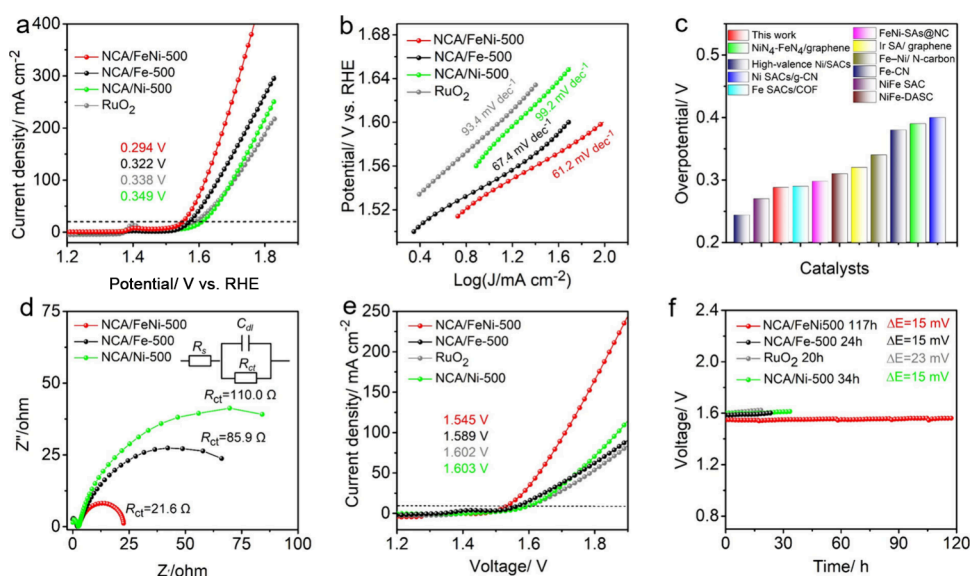 a
Current density/ mA cm⁻²
400
300
200
100
50
0
NCA/FeNi-500
NCA/Fe-500
NCA/Ni-500
RuO₂
0.294 V
0.322 V
0.338 V
0.349 V
1.2
1.4
1.6
1.8
Potential/ V vs. RHE
b
Potential/ V vs. RHE
1.64
1.60
1.56
1.52
NCA/FeNi-500
NCA/Fe-500
NCA/Ni-500
RuO₂
93.4 mV dec⁻¹
99.2 mV dec⁻¹
67.4 mV dec⁻¹
61.2 mV dec⁻¹
0.4
0.8
1.2
1.6
2.0
Log(J/mA cm⁻²)
c
Overpotential/ V
0.5
0.4
0.3
0.2
This work
NiN₄-FeN₄/graphene
High-valence Ni/SACs
Ni SACs/g-CN
Fe SACs/COF
FeNi-SAs@NC
Ir SA/ graphene
Fe–Ni/ N-carbon
Fe-CN
NiFe SAC
NiFe-DASC
Catalysts
d
Z''/ohm
75
50
25
0
NCA/FeNi-500
NCA/Fe-500
NCA/Ni-500
Cdl
Rs
Rct
Rct=110.0 Ω
Rct=85.9 Ω
Rct=21.6 Ω
0
25
50
75
100
Z'/ohm
e
Current density/ mA cm⁻²
250
200
150
100
50
0
NCA/FeNi-500
NCA/Fe-500
RuO₂
NCA/Ni-500
1.545 V
1.589 V
1.602 V
1.603 V
1.2
1.4
1.6
1.8
Voltage/ V
f
Voltage/ V
2.4
2.0
1.6
1.2
0.8
NCA/FeNi500 117h ΔE=15 mV
NCA/Fe-500 24h ΔE=15 mV
RuO₂ 20h ΔE=23 mV
NCA/Ni-500 34h ΔE=15 mV
0
30
60
90
120
Time/ h